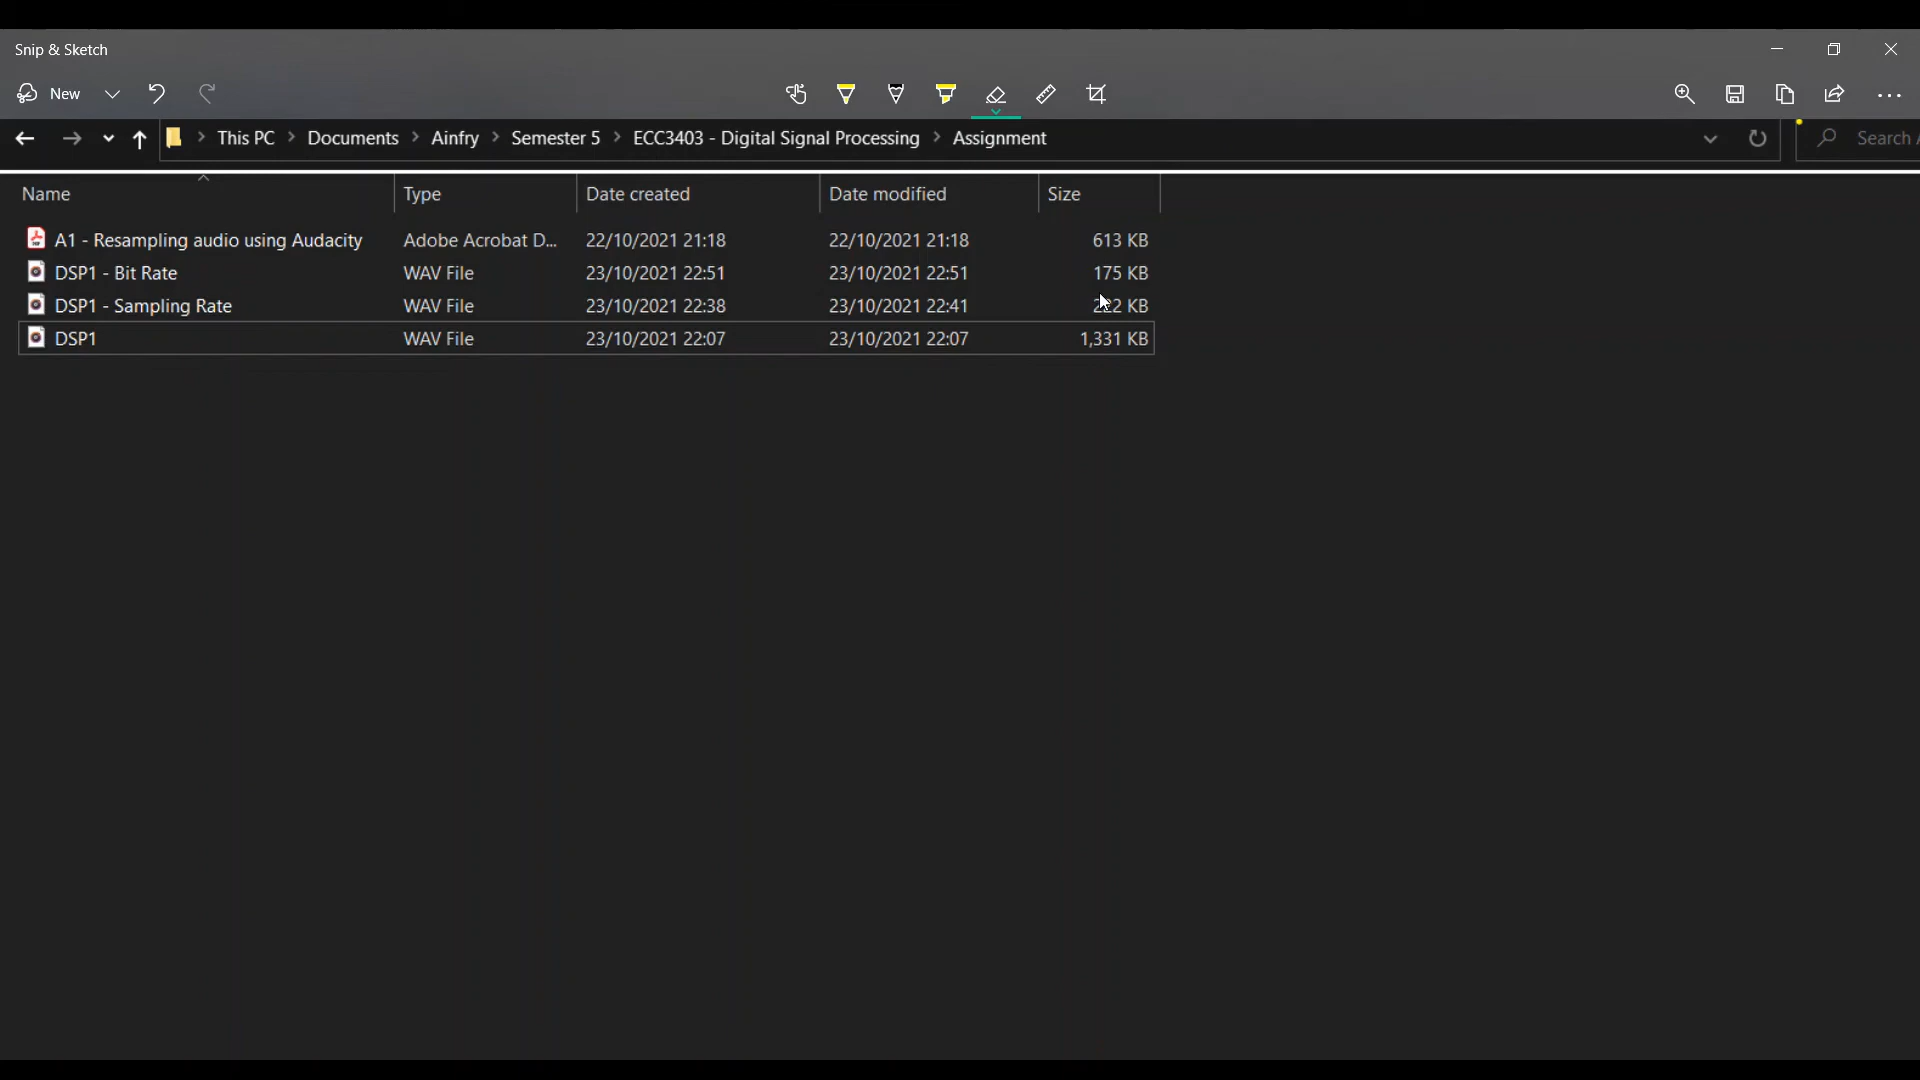 Snip & Sketch
New
This PC > Documents > Ainfry > Semester 5 > ECC3403 - Digital Signal Processing > Assignment Search
Name Type Date created Date modified Size
A1 - Resampling audio using Audacity Adobe Acrobat D... 22/10/2021 21:18 22/10/2021 21:18 613 KB
DSP1 - Bit Rate WAV File 23/10/2021 22:51 23/10/2021 22:51 175 KB
DSP1 - Sampling Rate WAV File 23/10/2021 22:38 23/10/2021 22:41 222 KB
DSP1 WAV File 23/10/2021 22:07 23/10/2021 22:07 1,331 KB